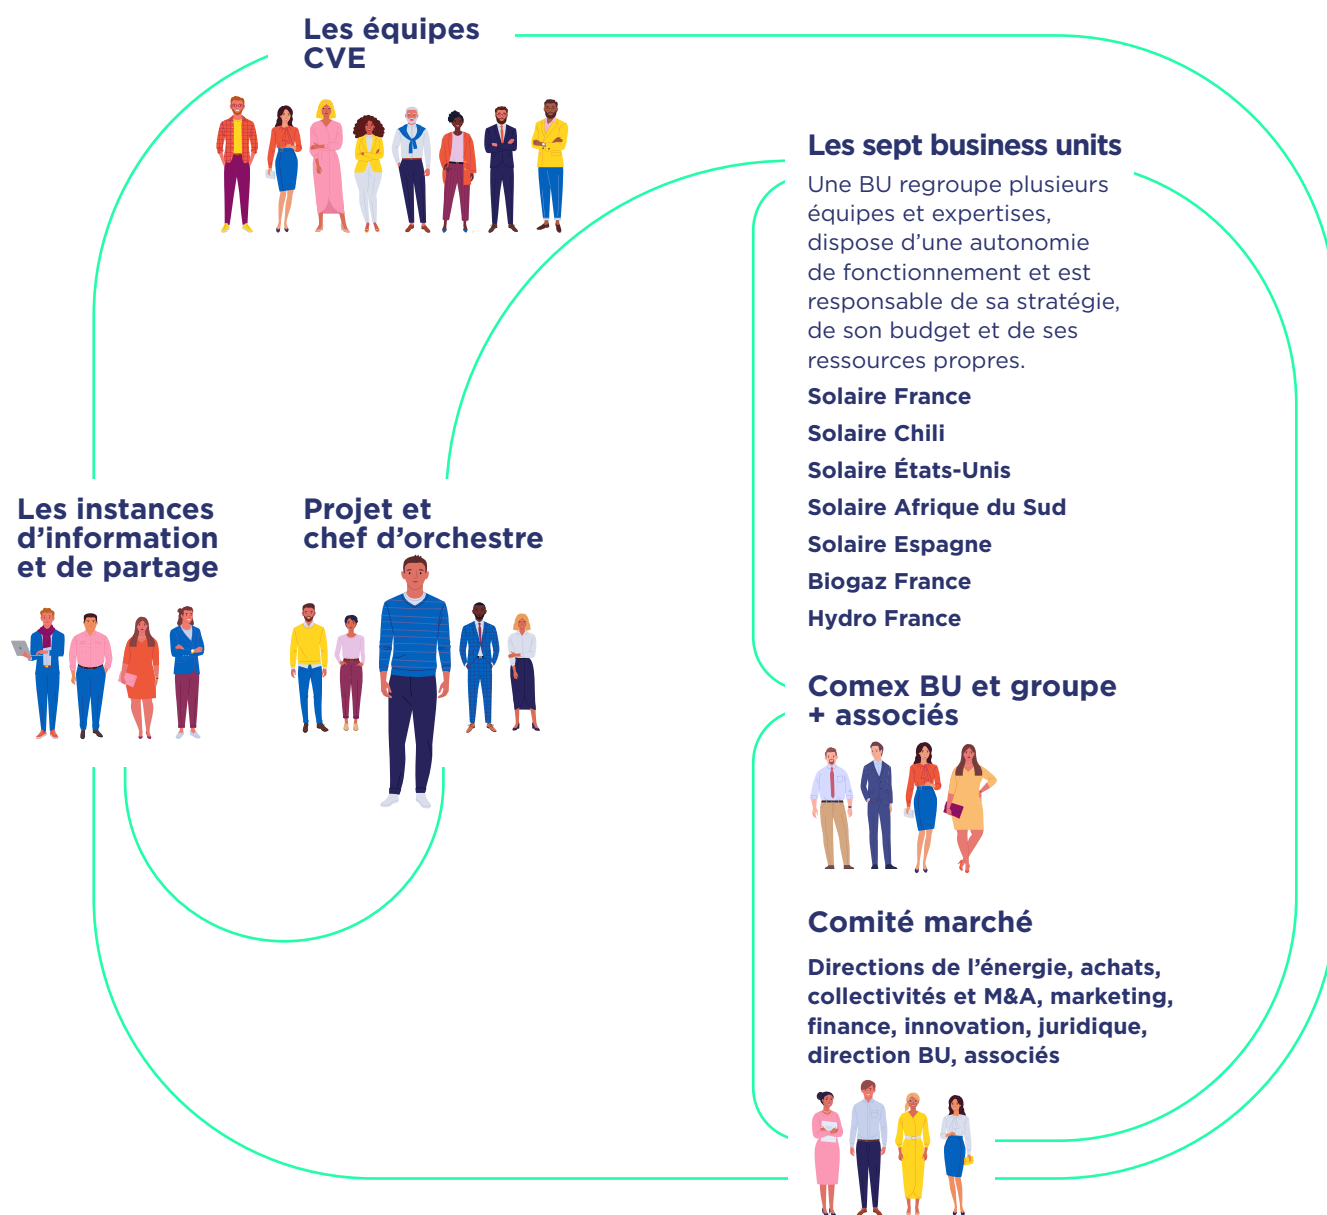 Les équipes
CVE
Les sept business units
Une BU regroupe plusieurs
équipes et expertises,
dispose d’une autonomie
de fonctionnement et est
responsable de sa stratégie,
de son budget et de ses
ressources propres.
Solaire France
Solaire Chili
Solaire États-Unis
Solaire Afrique du Sud
Solaire Espagne
Biogaz France
Hydro France
Les instances
d’information
et de partage
Projet et
chef d’orchestre
Comex BU et groupe
+ associés
Comité marché
Directions de l’énergie, achats,
collectivités et M&A, marketing,
finance, innovation, juridique,
direction BU, associés